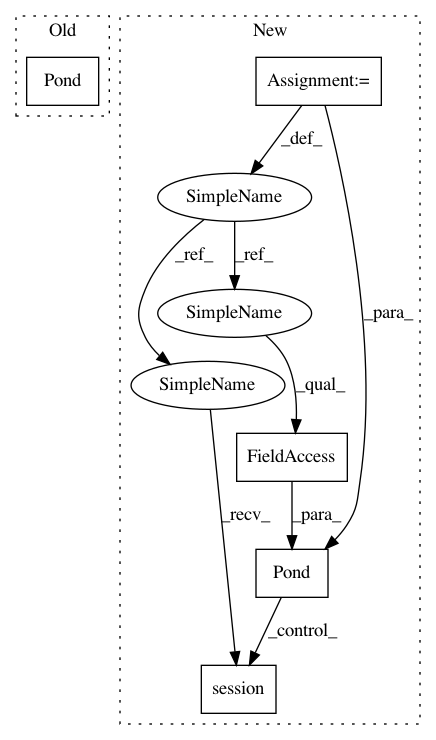 Old
New
Pond
Assignment:=
_def_
SimpleName
_ref_
_ref_
SimpleName
_para_
SimpleName
_qual_
FieldAccess
_recv_
_para_
Pond
_control_
session